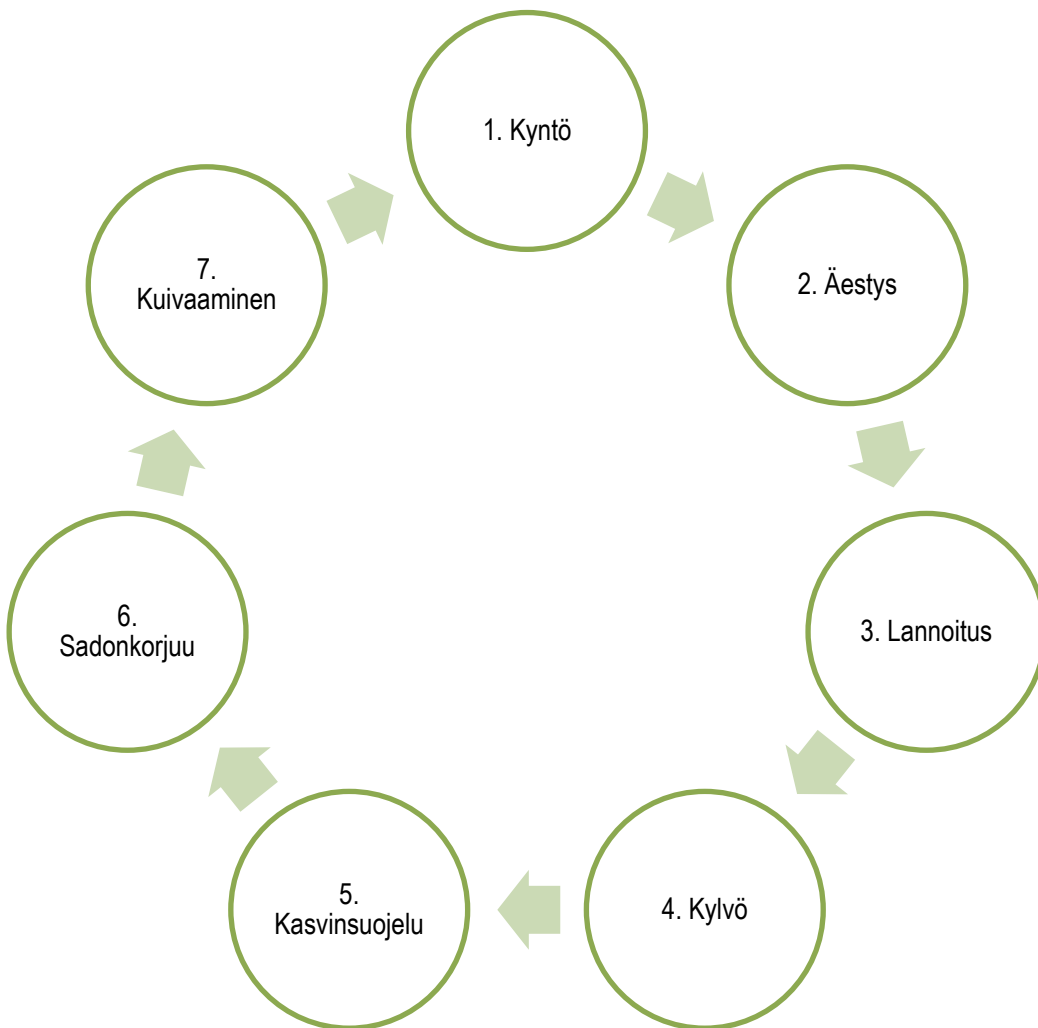 1. Kyntö
2. Äestys
3. Lannoitus
4. Kylvö
5.
Kasvinsuojelu
6.
Sadonkorjuu
7.
Kuivaaminen